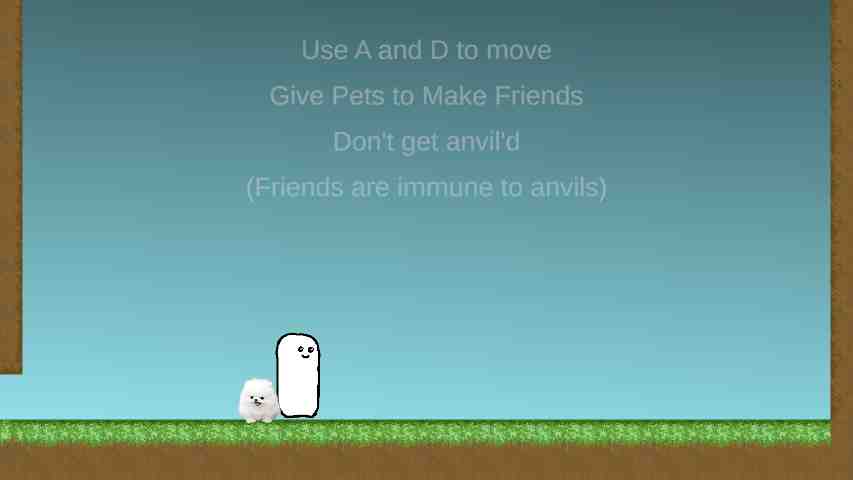 Use A and D to move
Give Pets to Make Friends
Don't get anvil'd
(Friends are immune to anvils)